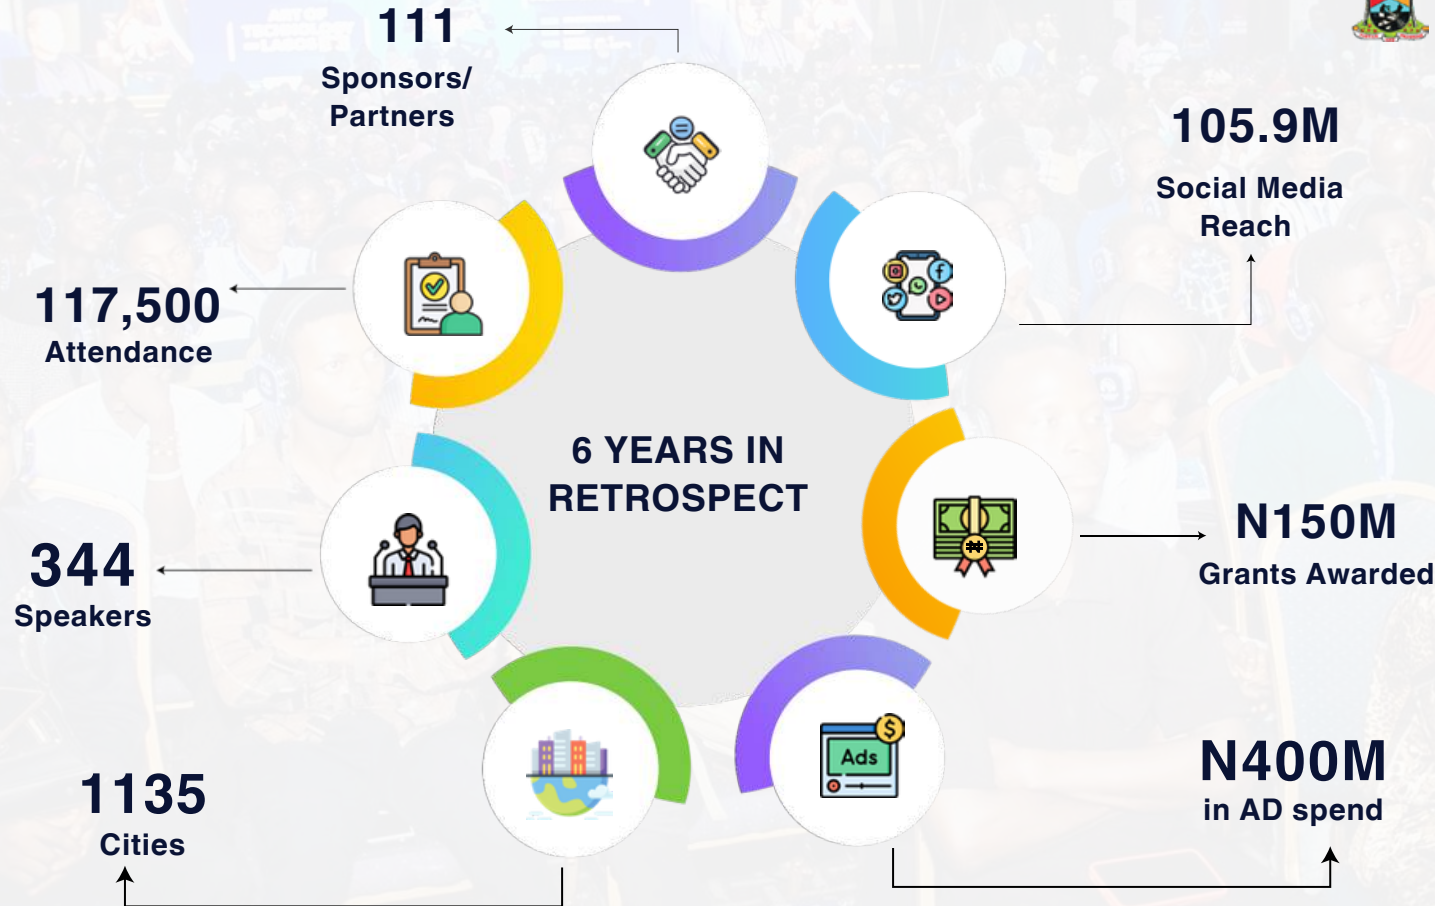 111
Sponsors/
Partners
105.9M
Social Media
Reach
117,500
Attendance
6 YEARS IN
RETROSPECT
N150M
Grants Awarded
344
Speakers
N400M
in AD spend
Ads
$
1135
Cities